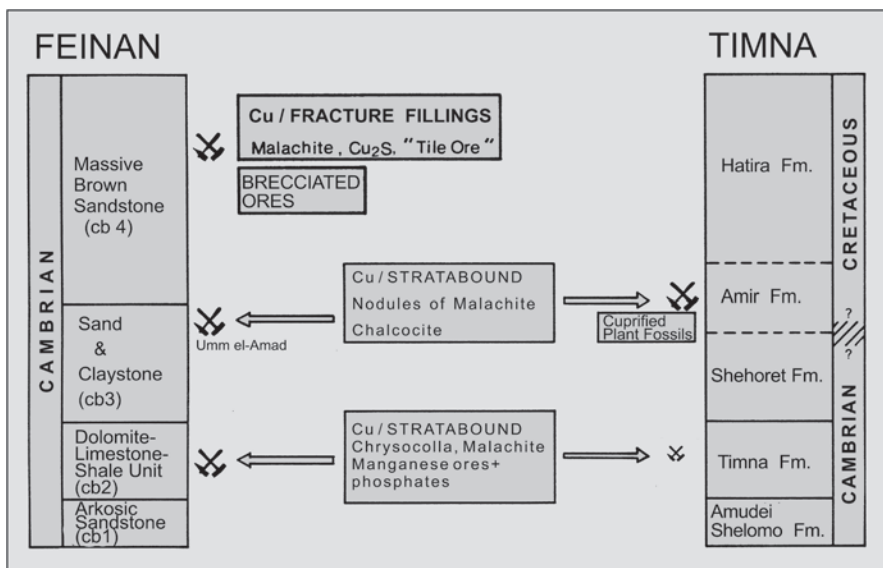 FEINAN
TIMNA
CAMBRIAN
Massive
Brown
Sandstone
(cb 4)
Sand
&
Claystone
(cb3)
Dolomite-
Limestone-
Shale Unit
(cb2)
Arkosic
Sandstone
(cb1)
Cu / FRACTURE FILLINGS
Malachite, Cu₂S, "Tile Ore"
BRECCIATED
ORES
Umm el-Amad
Cu/STRATABOUND
Nodules of Malachite
Chalcocite
Cuprified
Plant Fossils
Cu/STRATABOUND
Chrysocolla, Malachite
Manganese ores+
phosphates
Hatira Fm.
Amir Fm.
Shehoret Fm.
Timna Fm.
Amudei
Shelomo Fm.
CRETACEOUS
?
?
CAMBRIAN